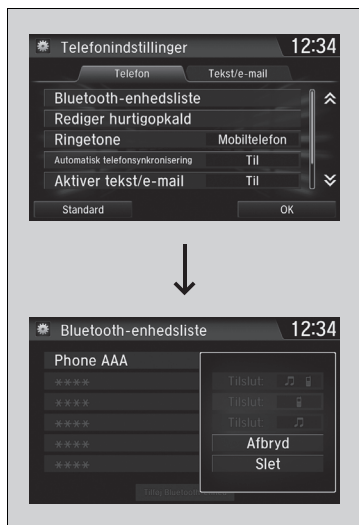 Telefonindstillinger 12:34
Telefon Tekst/e-mail
Bluetooth-enhedsliste
Rediger hurtigopkald
Ringetone Mobiltelefon
Automatisk telefonsynkronisering Til
Aktiver tekst/e-mail Til
Standard OK
Bluetooth-enhedsliste 12:34
Phone AAA
**** Tilslut:
**** Tilslut:
**** Tilslut:
**** Afbryd
**** Slet